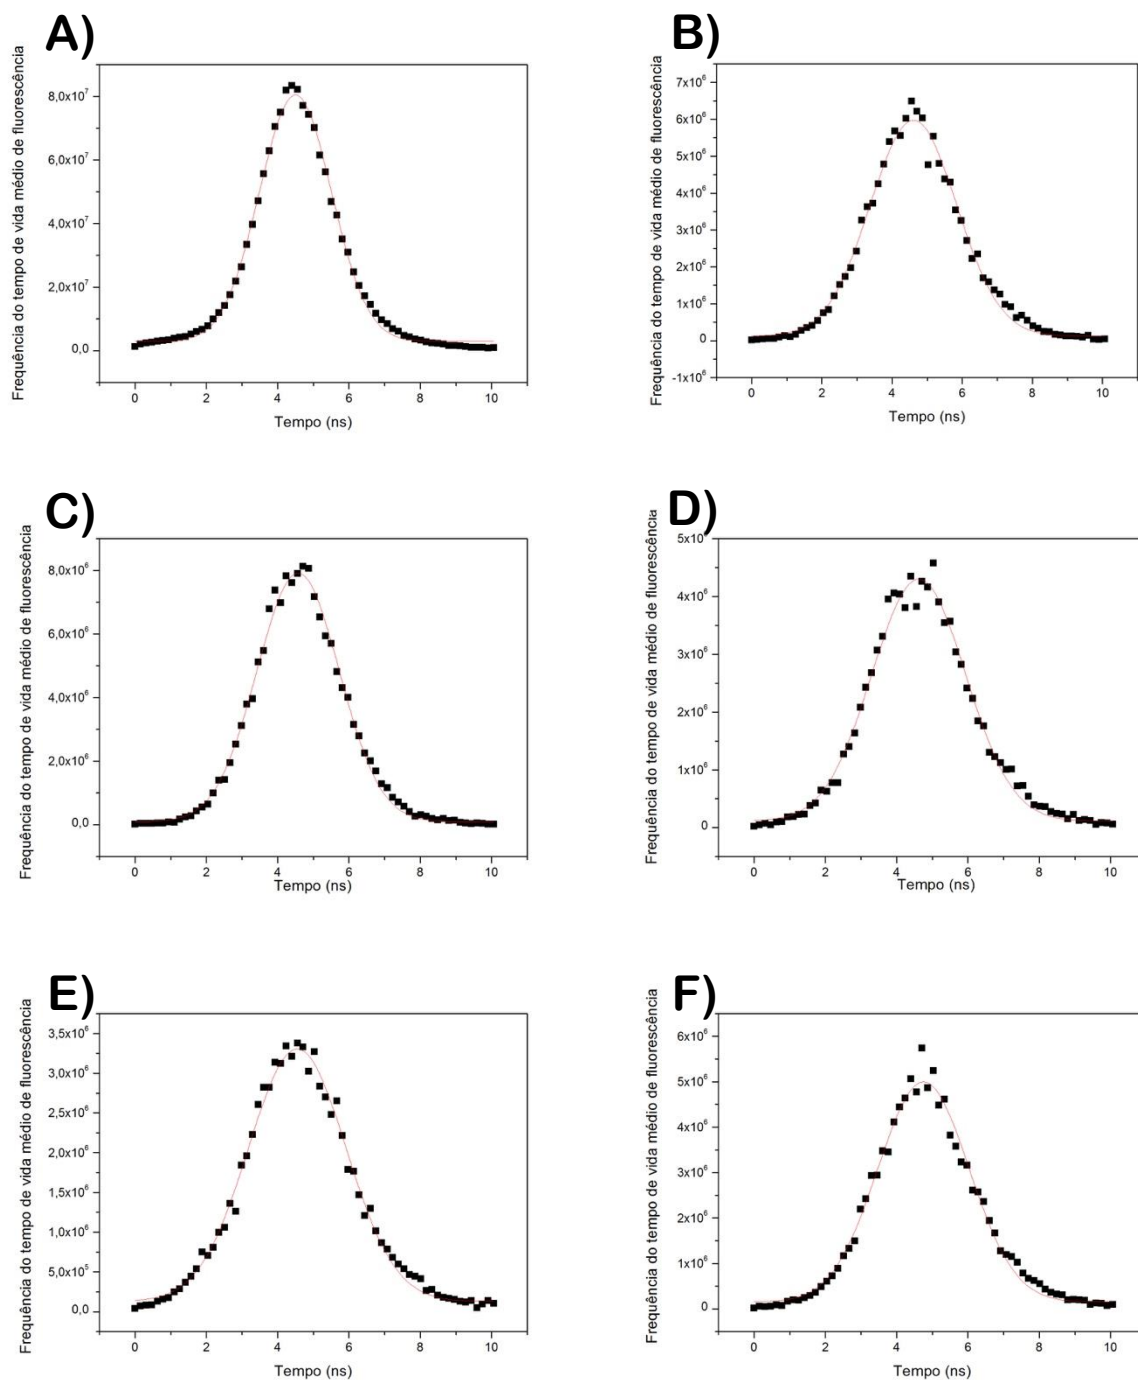 A)
Frequência do tempo de vida médio de fluorescência
8,0x10⁷
6,0x10⁷
4,0x10⁷
2,0x10⁷
0,0
0 2 4 6 8 10
Tempo (ns)
B)
Frequência do tempo de vida médio de fluorescência
7x10⁶
6x10⁶
5x10⁶
4x10⁶
3x10⁶
2x10⁶
1x10⁶
0
-1x10⁶
0 2 4 6 8 10
Tempo (ns)
C)
Frequência do tempo de vida médio de fluorescência
8,0x10⁶
6,0x10⁶
4,0x10⁶
2,0x10⁶
0,0
0 2 4 6 8 10
Tempo (ns)
D)
Frequência do tempo de vida médio de fluorescência
5x10
4x10⁶
3x10⁶
2x10⁶
1x10⁶
0
0 2 4 6 8 10
Tempo (ns)
E)
Frequência do tempo de vida médio de fluorescência
3,5x10⁶
3,0x10⁶
2,5x10⁶
2,0x10⁶
1,5x10⁶
1,0x10⁶
5,0x10⁵
0,0
0 2 4 6 8 10
Tempo (ns)
F)
Frequência do tempo de vida médio de fluorescência
6x10⁶
5x10⁶
4x10⁶
3x10⁶
2x10⁶
1x10⁶
0
0 2 4 6 8 10
Tempo (ns)